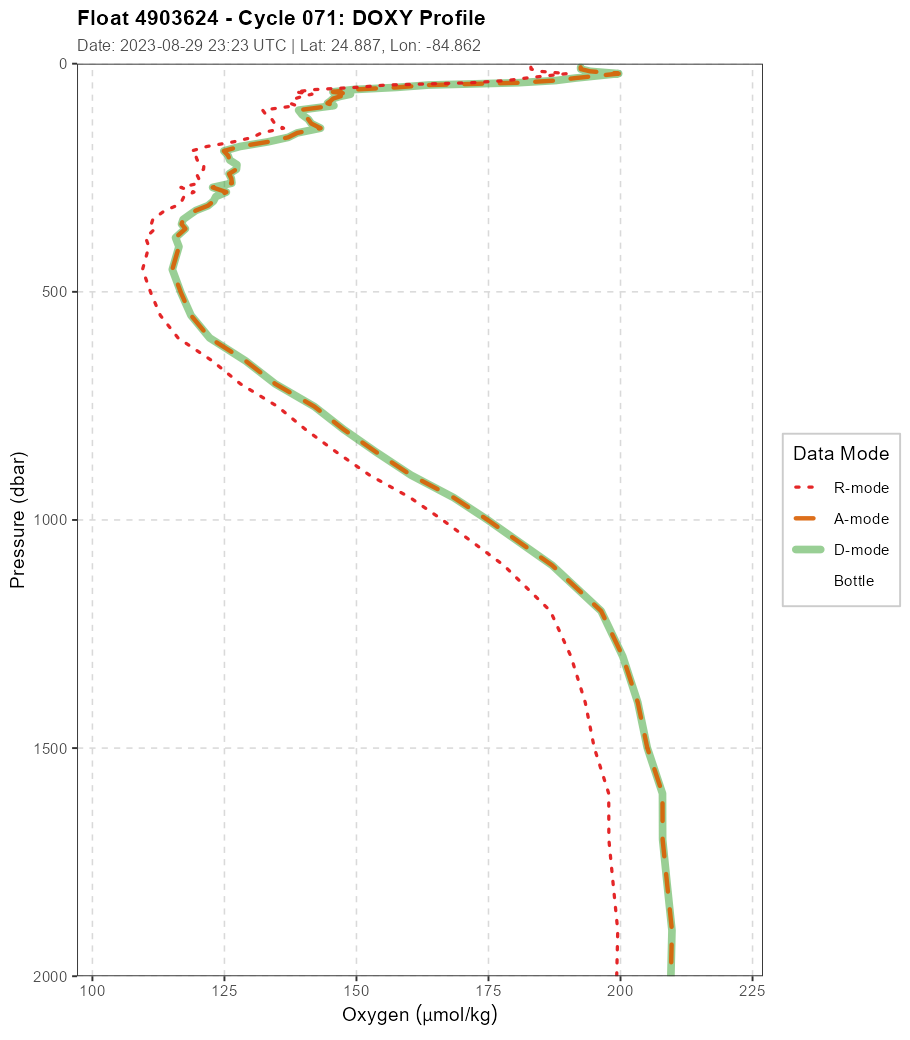 Float 4903624 - Cycle 071: DOXY Profile
Date: 2023-08-29 23:23 UTC | Lat: 24.887, Lon: -84.862
0
500
1000
1500
2000
Pressure (dbar)
100 125 150 175 200 225
Oxygen (μmol/kg)
Data Mode
R-mode
A-mode
D-mode
Bottle